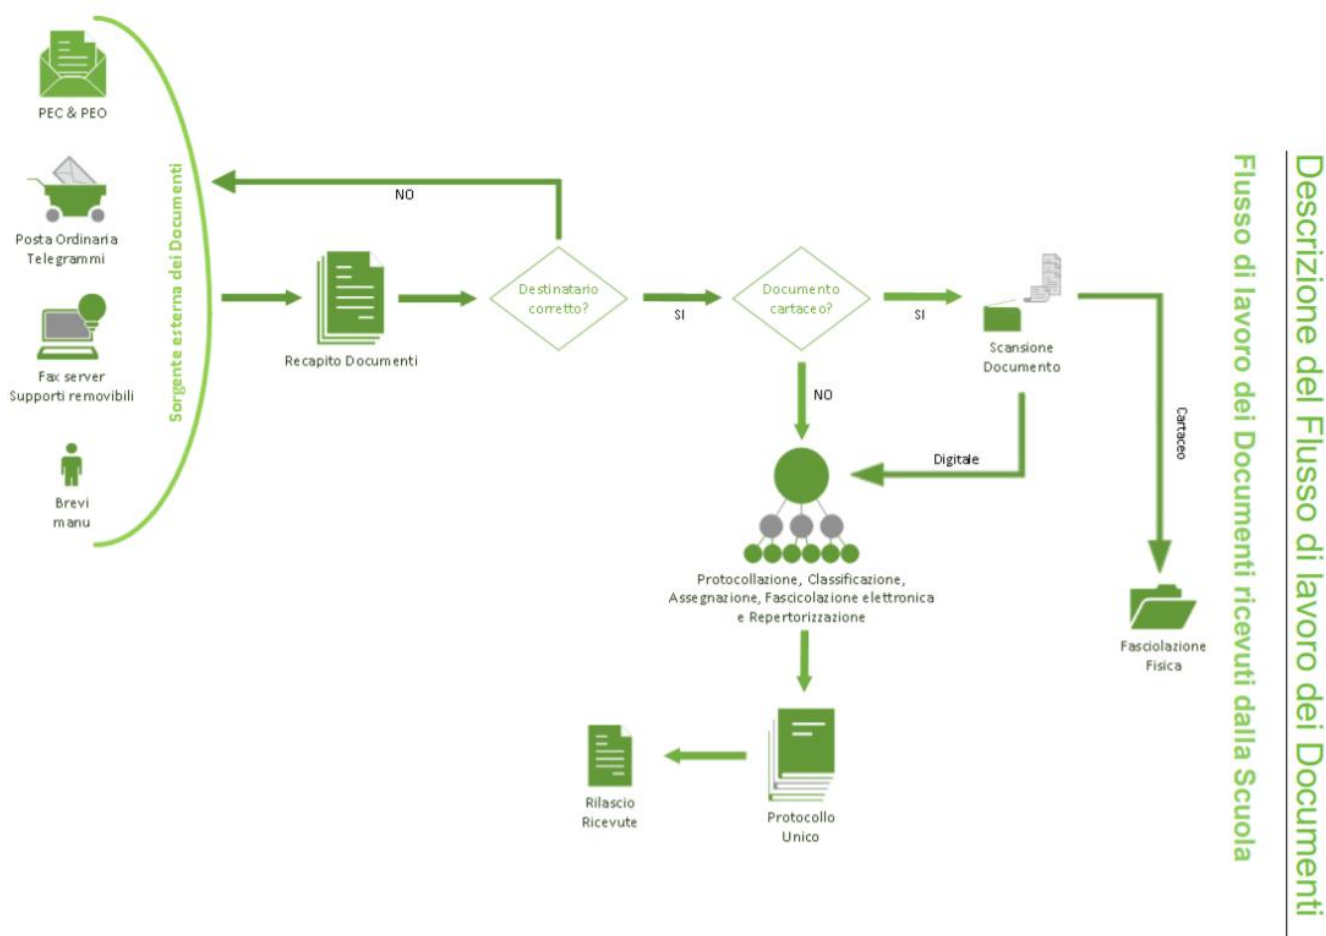 Descrizione del Flusso di lavoro dei Documenti
Flusso di lavoro dei Documenti ricevuti dalla Scuola
PEC & PEO
Posta Ordinaria
Telegrammi
Fax server
Supporti removibili
Brevi
manu
Sorgente esterna dei Documenti
NO
Recapito Documenti
Destinatario
corretto?
SI
Documento
cartaceo?
SI
Scansione
Documento
NO
Digitale
Cartaceo
Protocollazione, Classificazione,
Assegnazione, Fascicolazione elettronica
e Repertorizzazione
Fasciolazione
Fisica
Rilascio
Ricevute
Protocollo
Unico